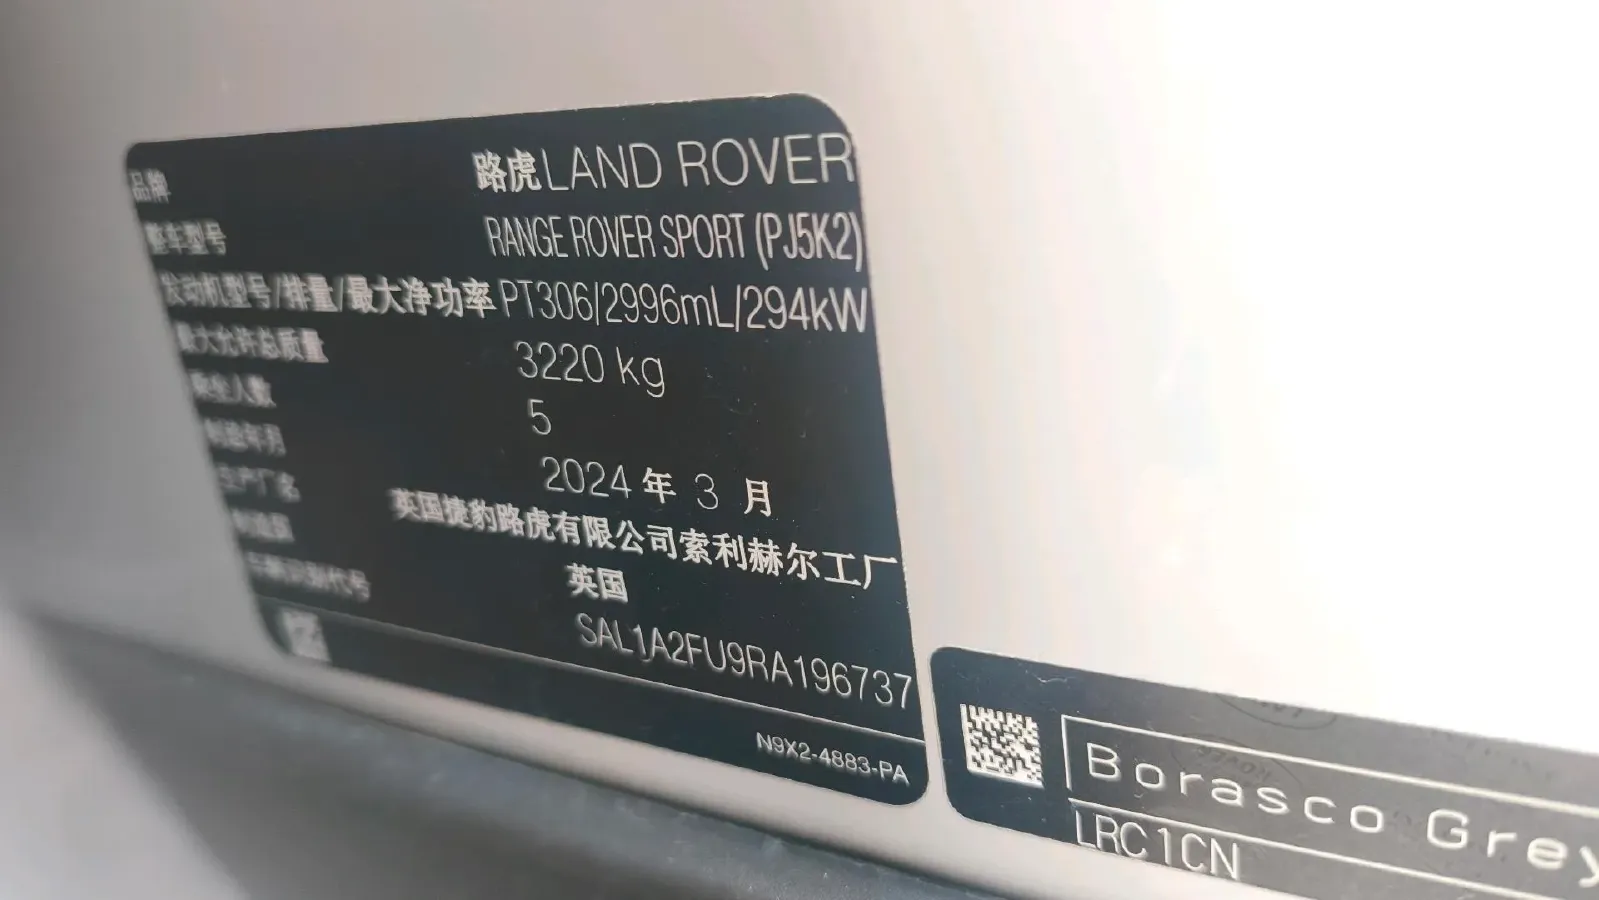 品牌 路虎LAND ROVER
整车型号 RANGE ROVER SPORT (PJ5K2)
发动机型号/排量/最大净功率 PT306/2996mL/294kW
最大允许总质量 3220 kg
乘坐人数 5
制造年月 2024 年 3 月
生产厂名 英国捷豹路虎有限公司索利赫尔工厂
制造国 英国
车辆识别代号 SAL1A2FU9RA196737
N9X2-4883-PA
Borasco Grey
LRC1CN